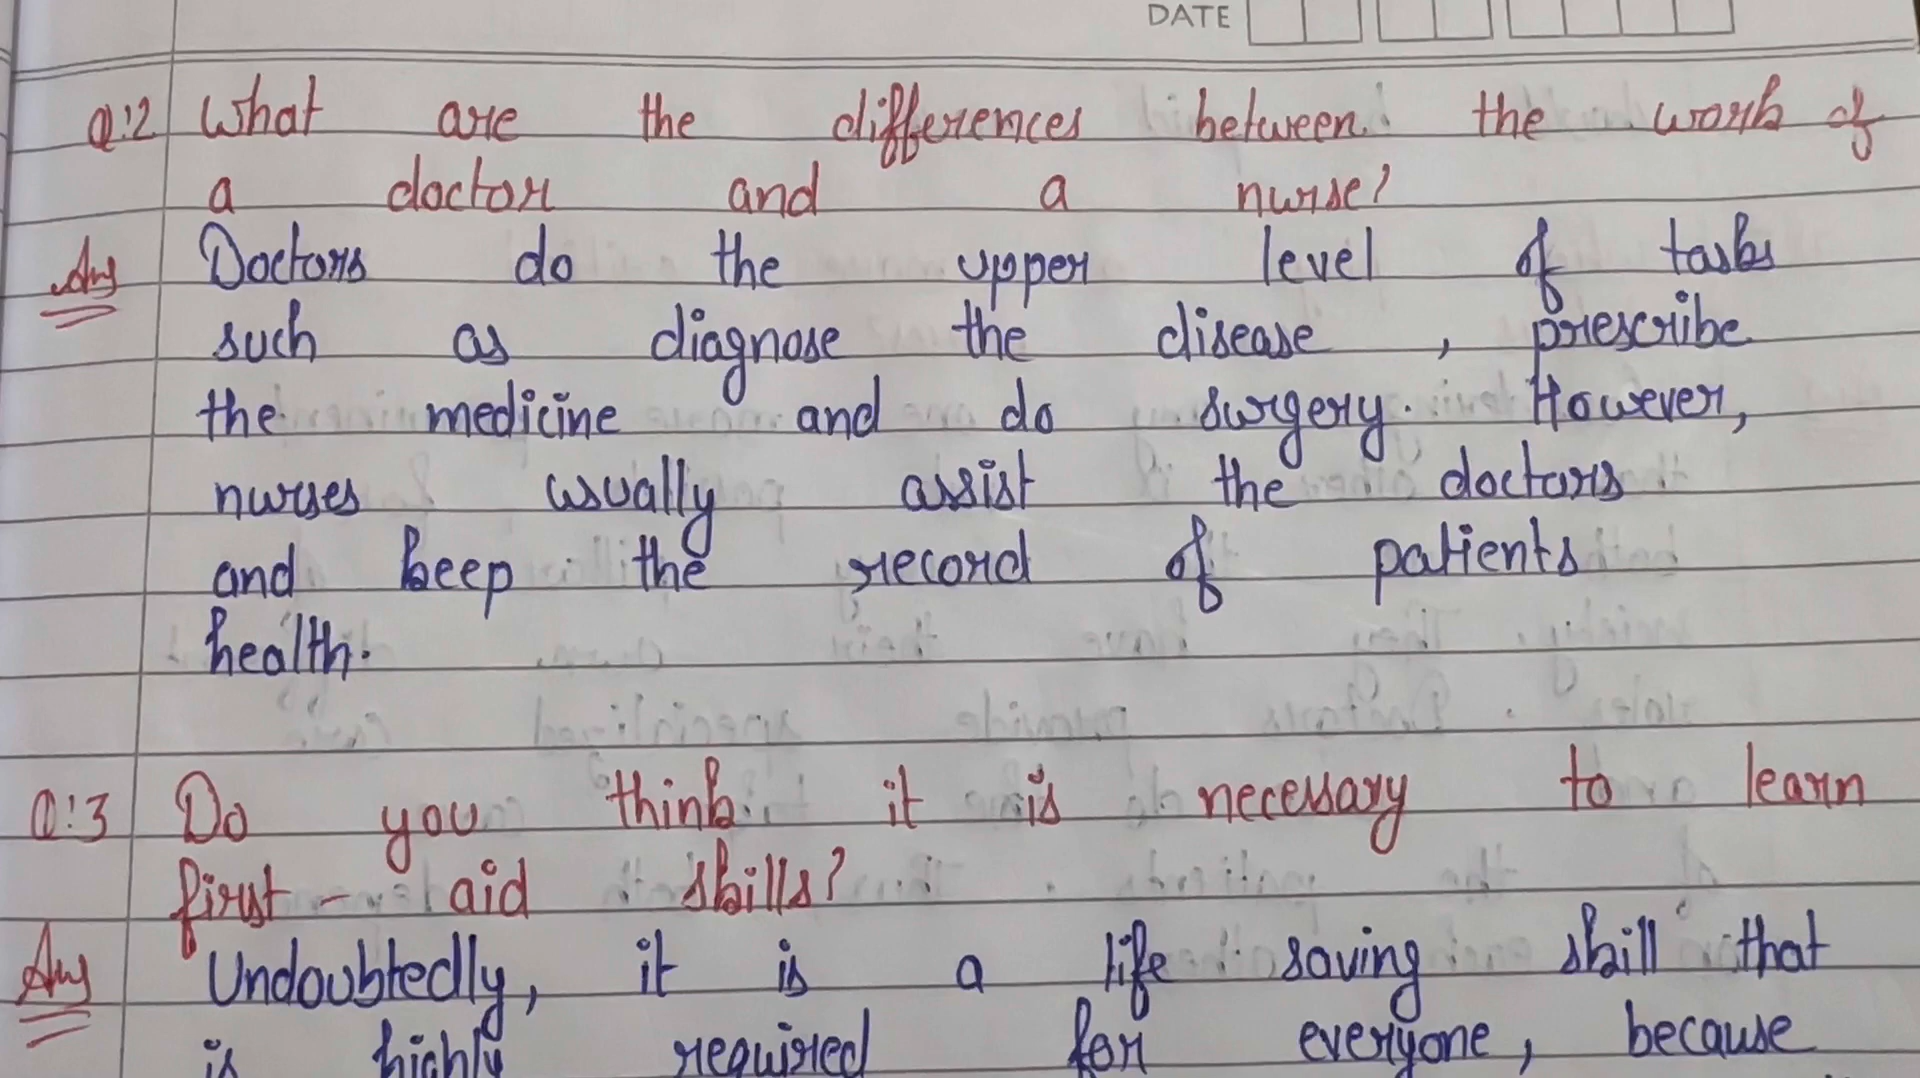 DATE
Q:2 What are the differences between the work of
a doctor and a nurse?
Ans Doctors do the upper level of tasks
such as diagnose the disease , prescribe
the medicine and do surgery. However,
nurses usually assist the doctors
and keep the record of patients
health.
Q:3 Do you think it is necessary to learn
first - aid skills?
Ans Undoubtedly, it is a life saving skill that
is highly required for everyone, because